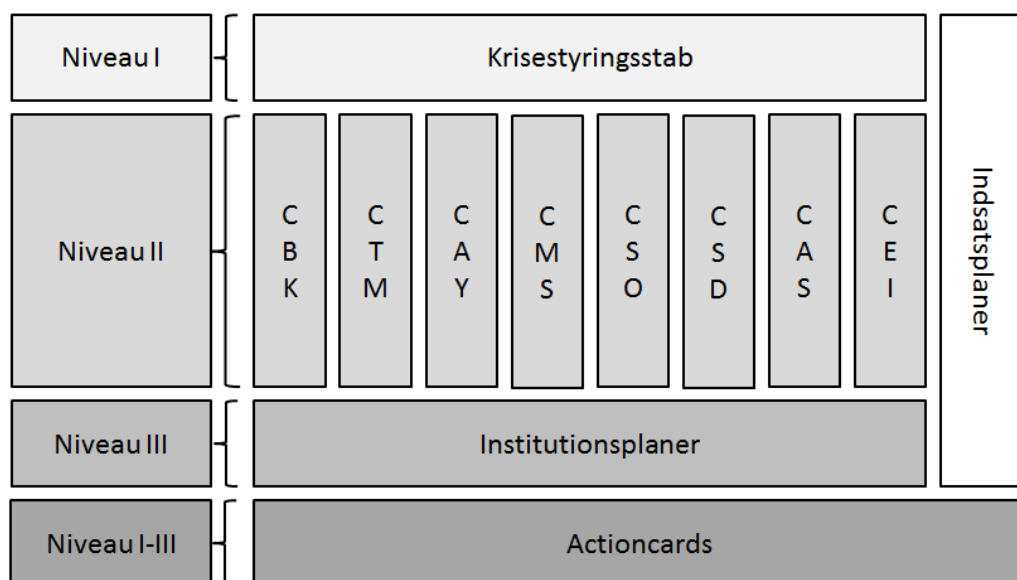 Niveau I
Krisestyringsstab
Niveau II
CBK
CTM
CAY
CMS
CSO
CSD
CAS
CEI
Indsatsplaner
Niveau III
Institutionsplaner
Niveau I-III
Actioncards